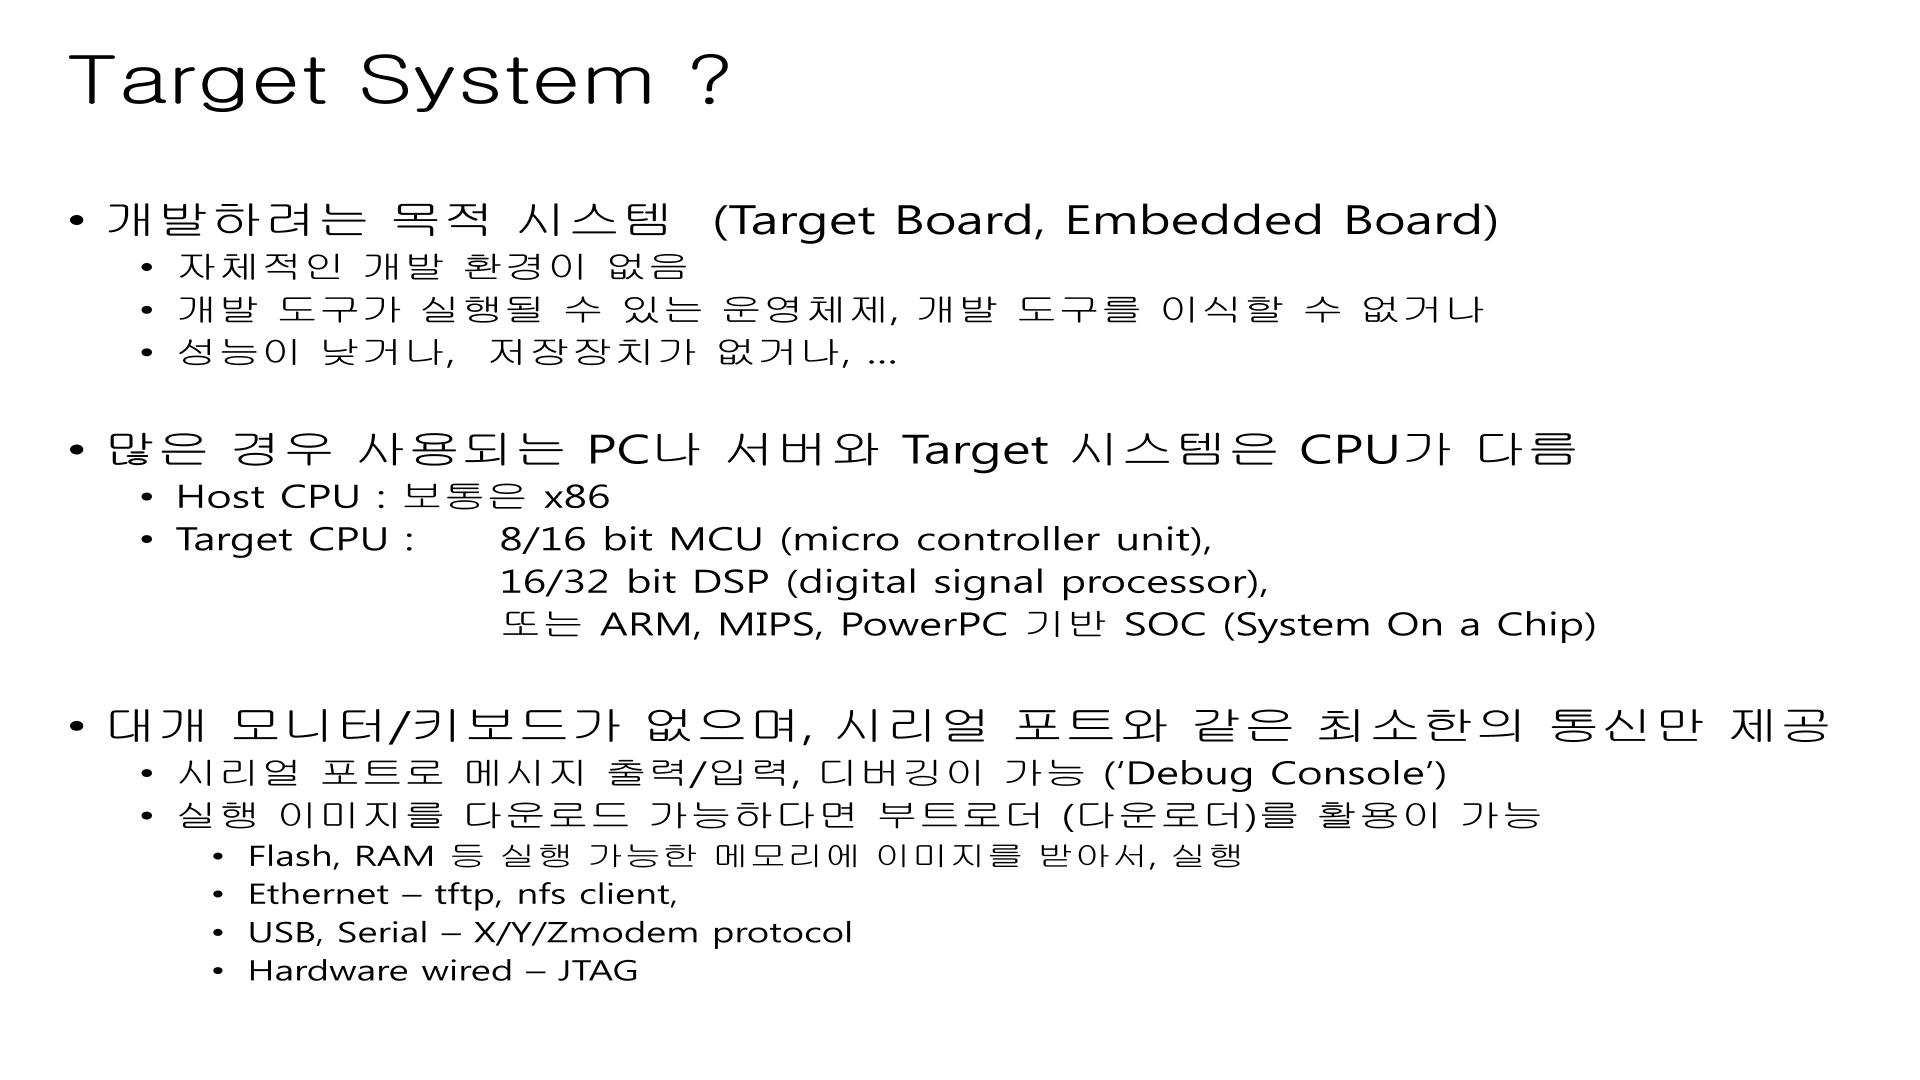 Target System ?
• 개발하려는 목적 시스템 (Target Board, Embedded Board)
• 자체적인 개발 환경이 없음
• 개발 도구가 실행될 수 있는 운영체제, 개발 도구를 이식할 수 없거나
• 성능이 낮거나, 저장장치가 없거나, ...
• 많은 경우 사용되는 PC나 서버와 Target 시스템은 CPU가 다름
• Host CPU : 보통은 x86
• Target CPU : 8/16 bit MCU (micro controller unit),
16/32 bit DSP (digital signal processor),
또는 ARM, MIPS, PowerPC 기반 SOC (System On a Chip)
• 대개 모니터/키보드가 없으며, 시리얼 포트와 같은 최소한의 통신만 제공
• 시리얼 포트로 메시지 출력/입력, 디버깅이 가능 (‘Debug Console’)
• 실행 이미지를 다운로드 가능하다면 부트로더 (다운로더)를 활용이 가능
• Flash, RAM 등 실행 가능한 메모리에 이미지를 받아서, 실행
• Ethernet – tftp, nfs client,
• USB, Serial – X/Y/Zmodem protocol
• Hardware wired – JTAG